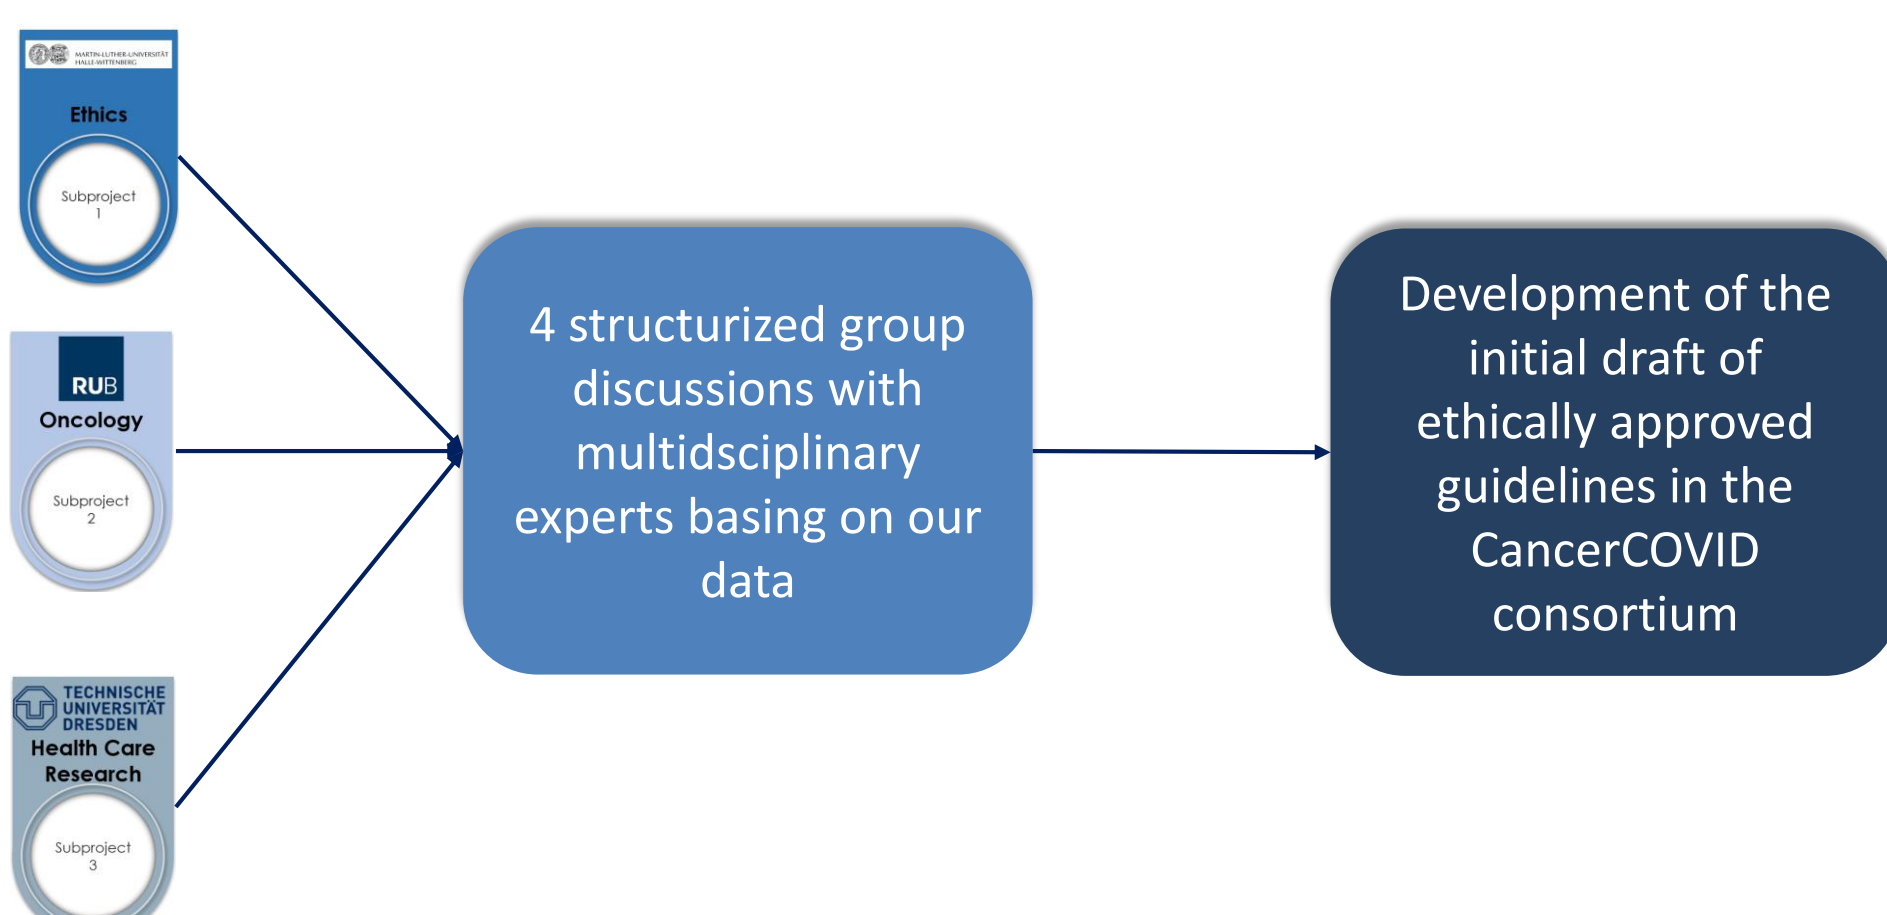 MARTIN-LUTHER-UNIVERSITÄT
HALLE-WITTENBERG
Ethics
Subproject
1
RUB
Oncology
Subproject
2
TECHNISCHE
UNIVERSITÄT
DRESDEN
Health Care
Research
Subproject
3
4 structurized group
discussions with
multidsciplinary
experts basing on our
data
Development of the
initial draft of
ethically approved
guidelines in the
CancerCOVID
consortium